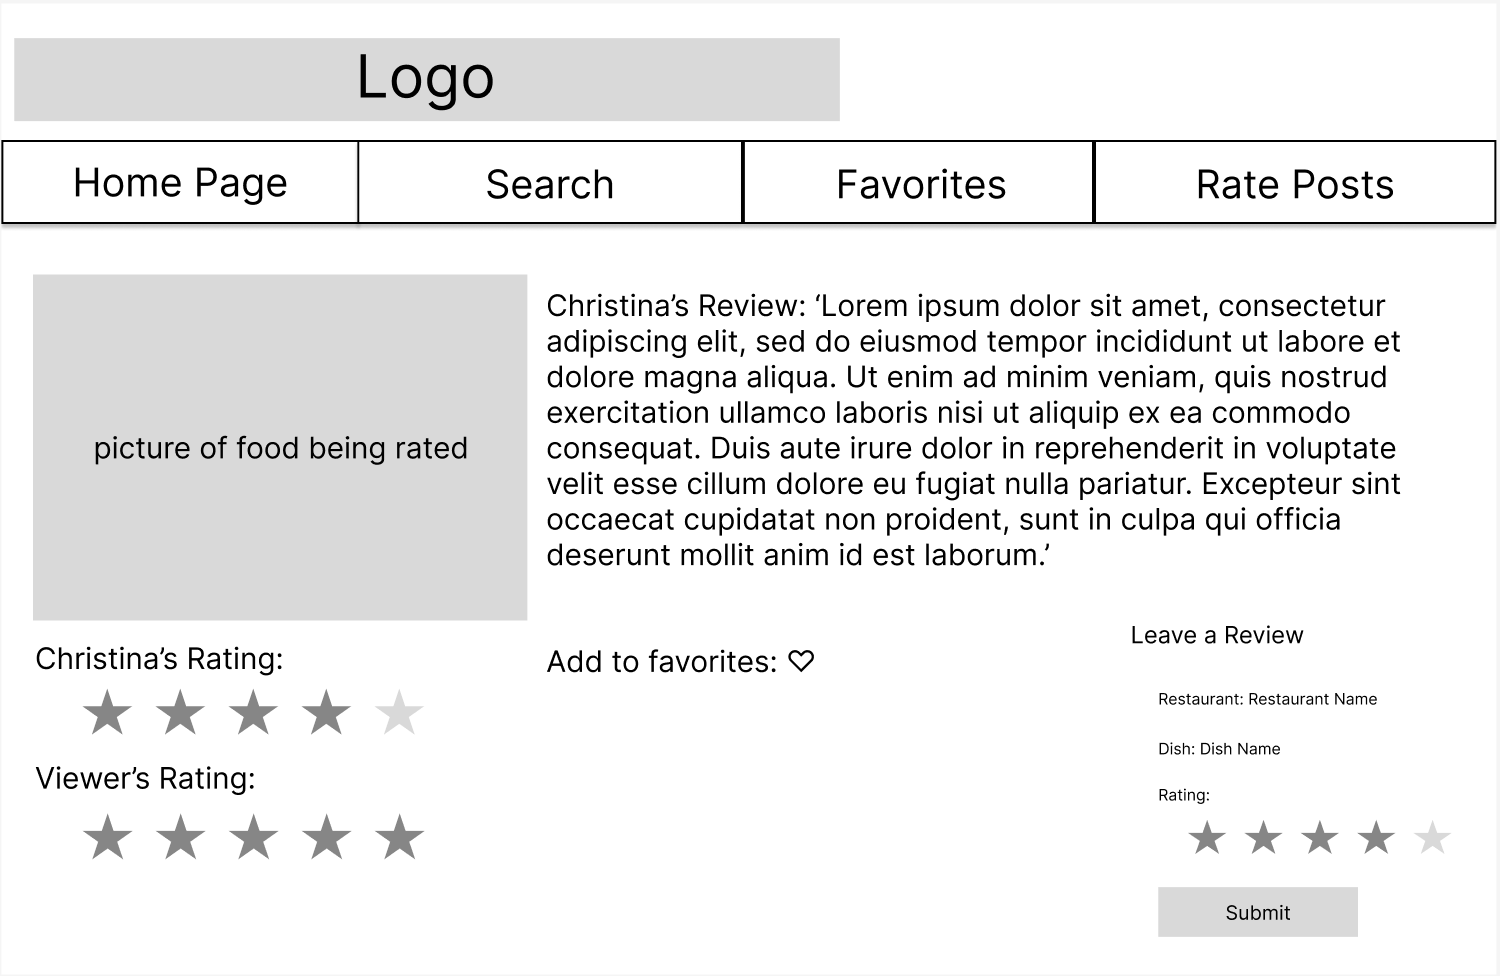 Logo
Home Page
Search
Favorites
Rate Posts
picture of food being rated
Christina’s Review: ‘Lorem ipsum dolor sit amet, consectetur
adipiscing elit, sed do eiusmod tempor incididunt ut labore et
dolore magna aliqua. Ut enim ad minim veniam, quis nostrud
exercitation ullamco laboris nisi ut aliquip ex ea commodo
consequat. Duis aute irure dolor in reprehenderit in voluptate
velit esse cillum dolore eu fugiat nulla pariatur. Excepteur sint
occaecat cupidatat non proident, sunt in culpa qui officia
deserunt mollit anim id est laborum.’
Christina’s Rating:
Viewer’s Rating:
Add to favorites:
Leave a Review
Restaurant: Restaurant Name
Dish: Dish Name
Rating:
Submit